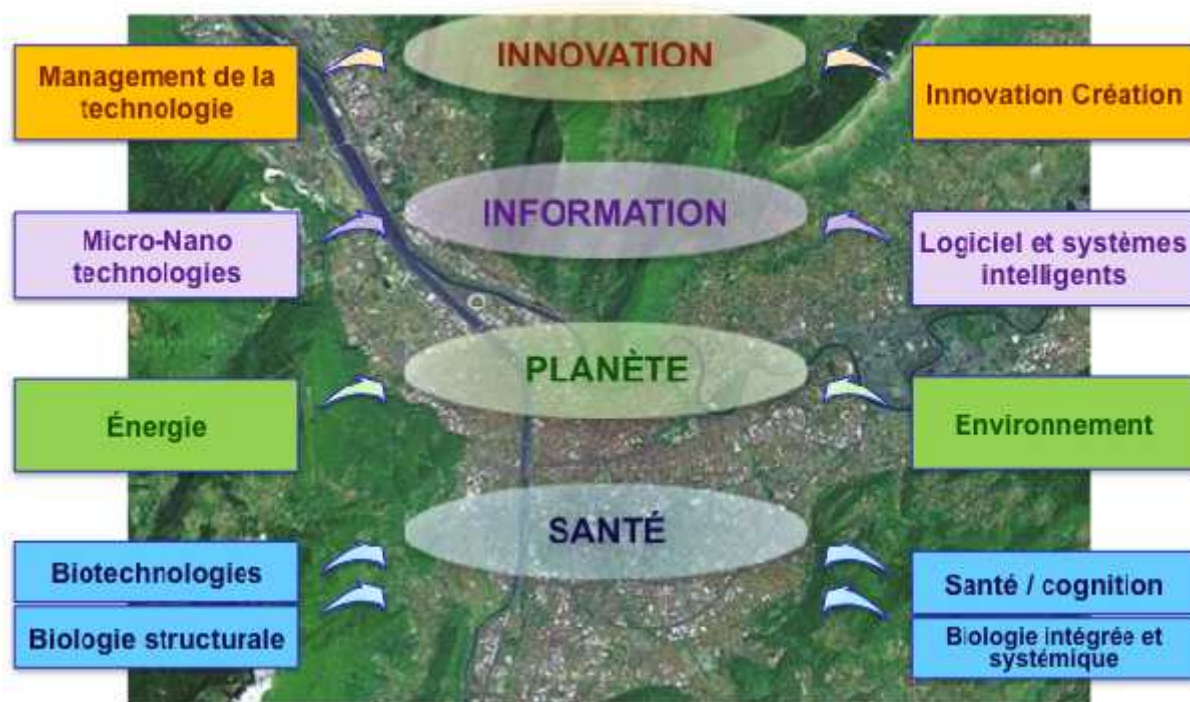 INNOVATION
Management de la
technologie
Innovation Création
INFORMATION
Micro-Nano
technologies
Logiciel et systèmes
intelligents
PLANÈTE
Énergie
Environnement
SANTÉ
Biotechnologies
Santé / cognition
Biologie structurale
Biologie intégrée et
systémique